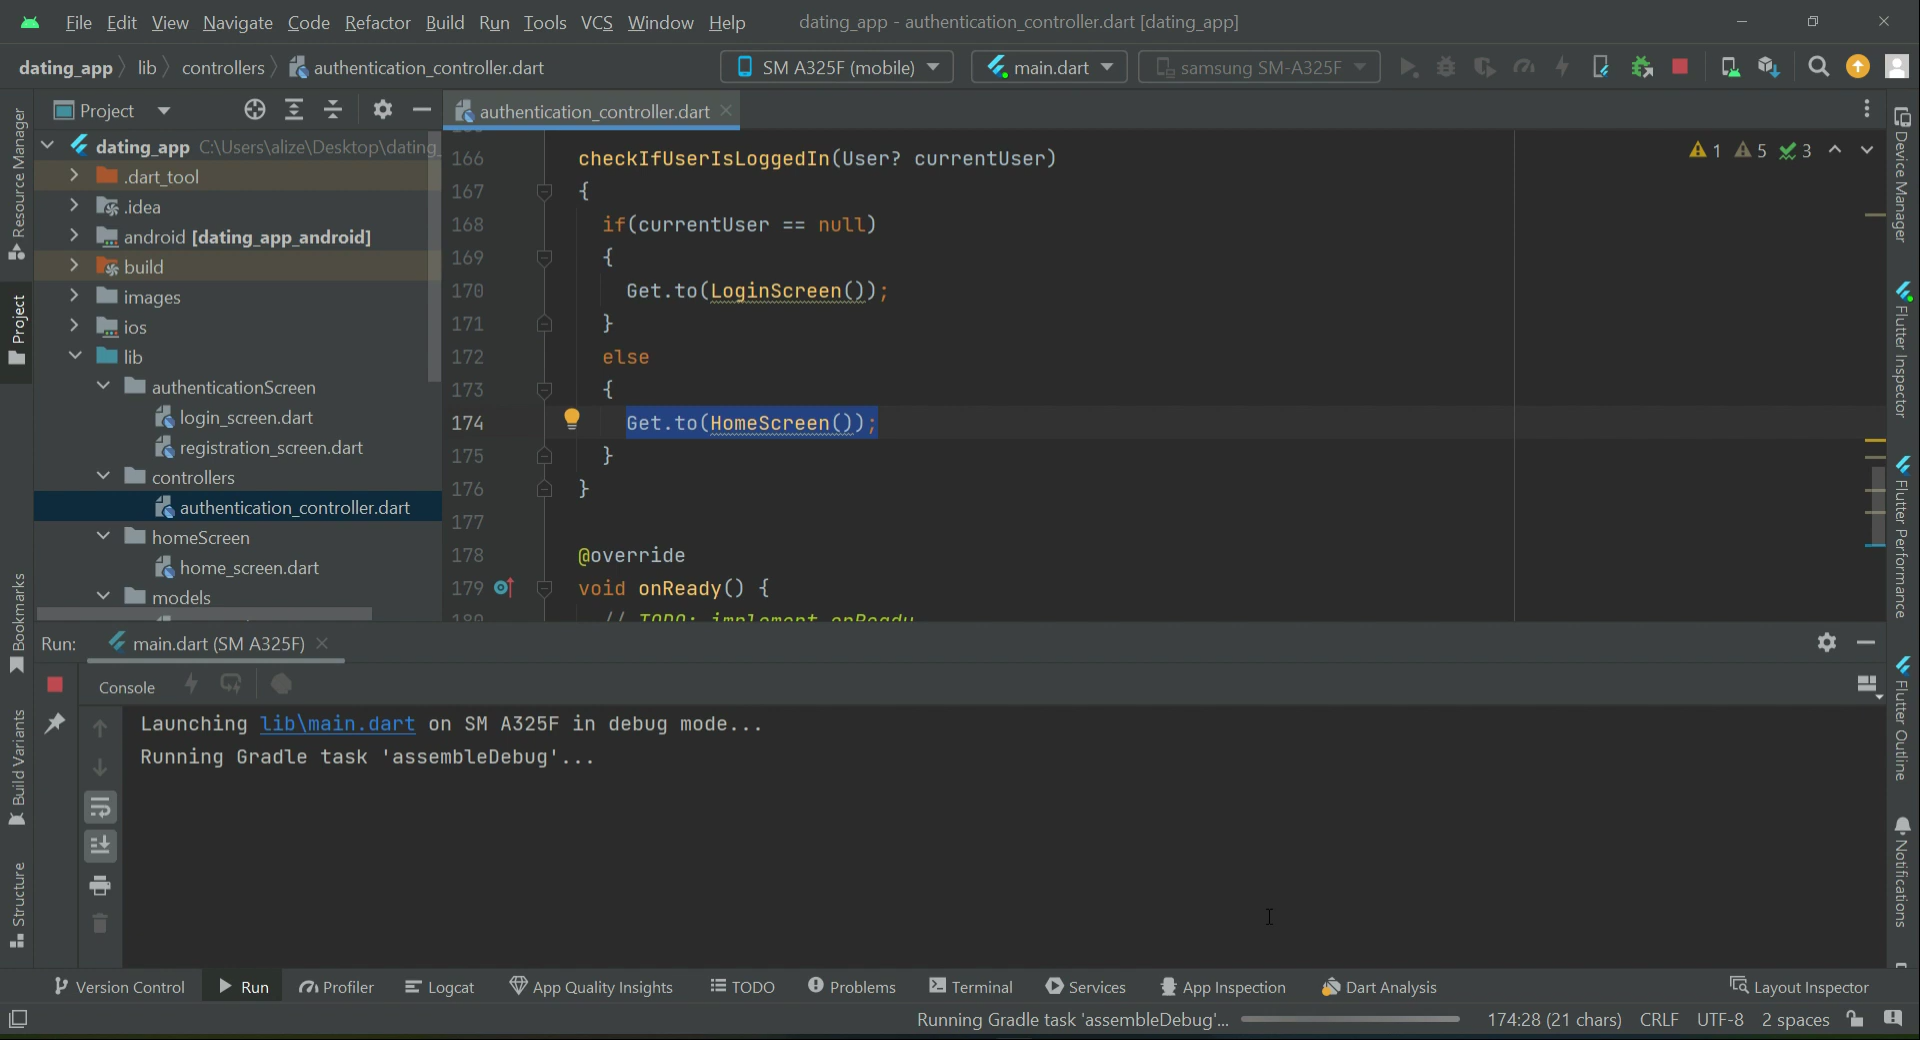 File Edit View Navigate Code Refactor Build Run Tools VCS Window Help dating_app - authentication_controller.dart [dating_app]
dating_app lib controllers authentication_controller.dart SM A325F (mobile) main.dart samsung SM-A325F
Project authentication_controller.dart
dating_app C:\Users\alize\Desktop\dating_
.dart_tool
.idea
android [dating_app_android]
build
images
ios
lib
authenticationScreen
login_screen.dart
registration_screen.dart
controllers
authentication_controller.dart
homeScreen
home_screen.dart
models
166 checkIfUserIsLoggedIn(User? currentUser)
167 {
168 if(currentUser == null)
169 {
170 Get.to(LoginScreen());
171 }
172 else
173 {
174 Get.to(HomeScreen());
175 }
176 }
177
178 @override
179 void onReady() {
180 // TODO: implement onReady
1 5 3
Resource Manager
Project
Bookmarks
Build Variants
Structure
Device Manager
Flutter Inspector
Flutter Performance
Flutter Outline
Notifications
Run: main.dart (SM A325F)
Console
Launching lib\main.dart on SM A325F in debug mode...
Running Gradle task 'assembleDebug'...
Version Control Run Profiler Logcat App Quality Insights TODO Problems Terminal Services App Inspection Dart Analysis Layout Inspector
Running Gradle task 'assembleDebug'... 174:28 (21 chars) CRLF UTF-8 2 spaces